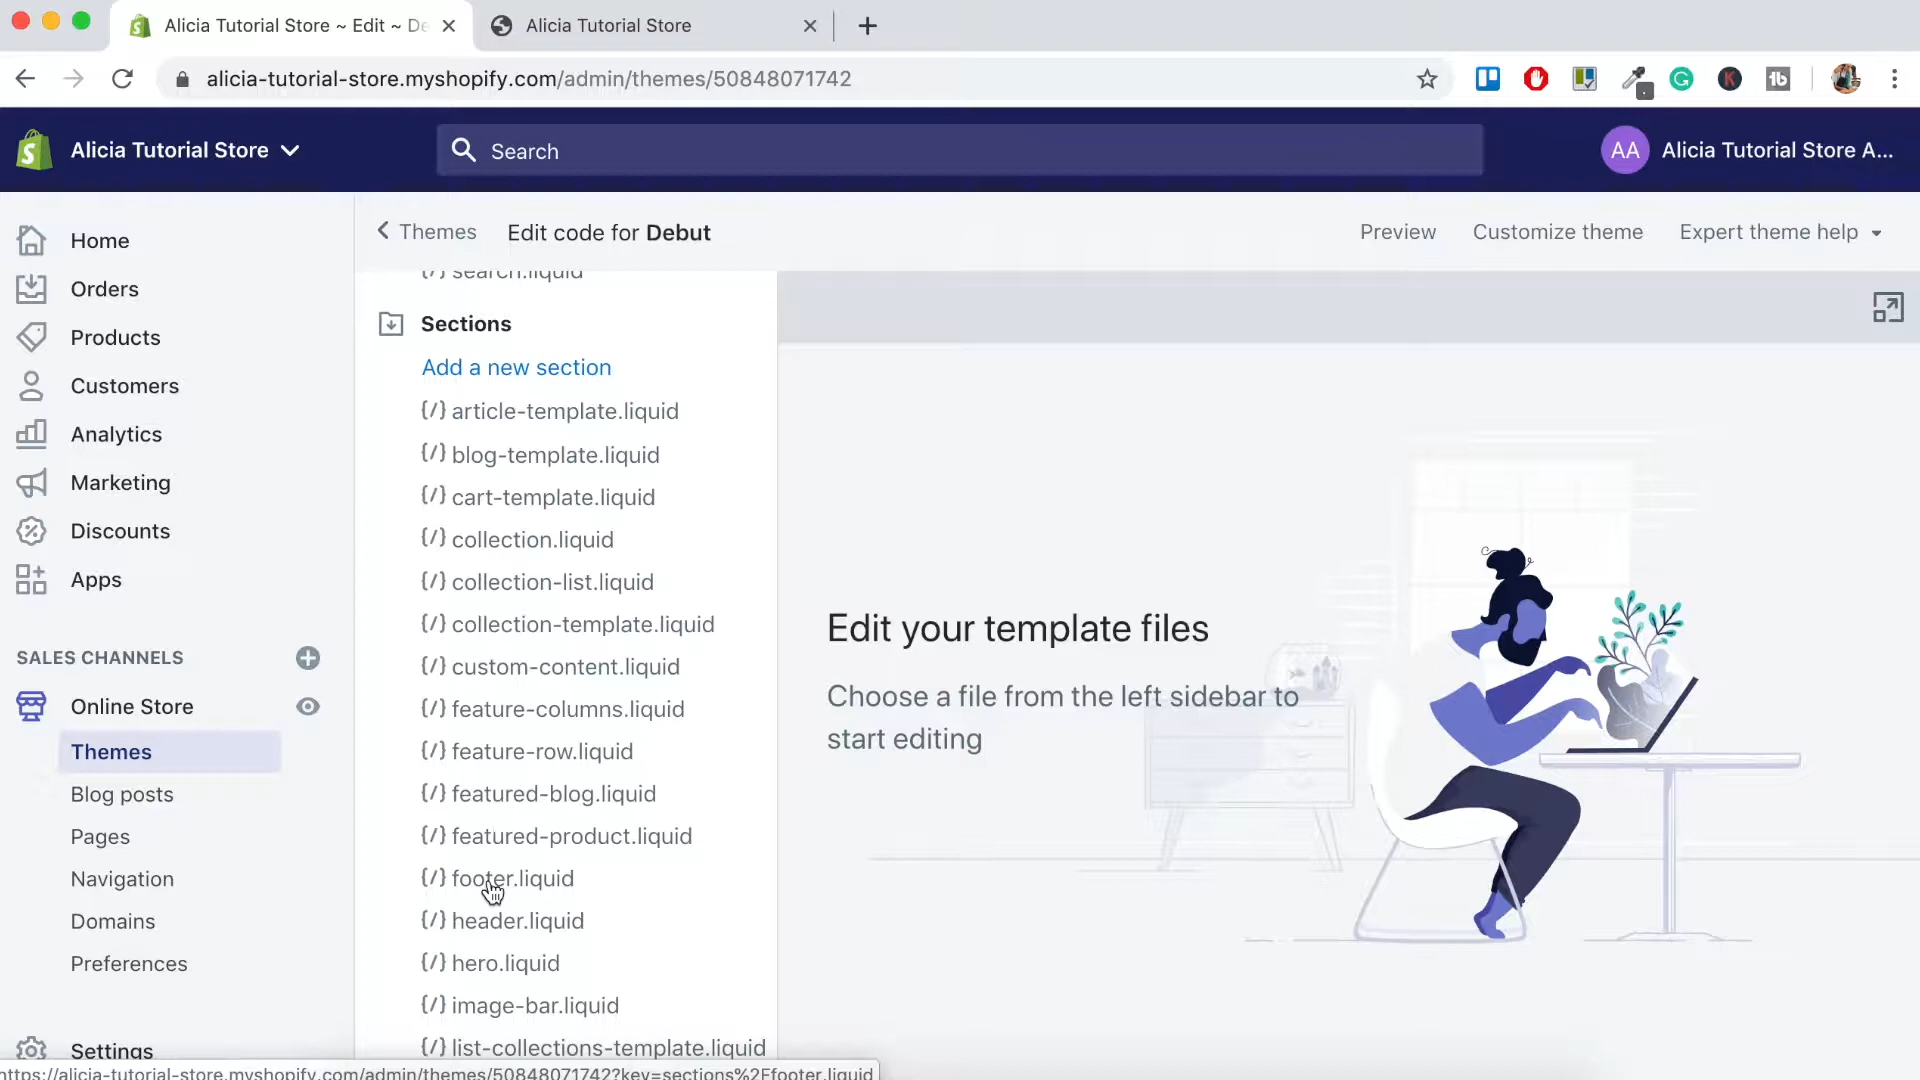 Alicia Tutorial Store ~ Edit ~ De
Alicia Tutorial Store
alicia-tutorial-store.myshopify.com/admin/themes/50848071742
Alicia Tutorial Store
Search
AA
Alicia Tutorial Store A...
Home
Orders
Products
Customers
Analytics
Marketing
Discounts
Apps
SALES CHANNELS
Online Store
Themes
Blog posts
Pages
Navigation
Domains
Preferences
Settings
Themes
Edit code for Debut
Preview
Customize theme
Expert theme help
{/} search.liquid
Sections
Add a new section
{/} article-template.liquid
{/} blog-template.liquid
{/} cart-template.liquid
{/} collection.liquid
{/} collection-list.liquid
{/} collection-template.liquid
{/} custom-content.liquid
{/} feature-columns.liquid
{/} feature-row.liquid
{/} featured-blog.liquid
{/} featured-product.liquid
{/} footer.liquid
{/} header.liquid
{/} hero.liquid
{/} image-bar.liquid
{/} list-collections-template.liquid
Edit your template files
Choose a file from the left sidebar to
start editing
https://alicia-tutorial-store.myshopify.com/admin/themes/50848071742?key=sections%2Ffooter.liquid